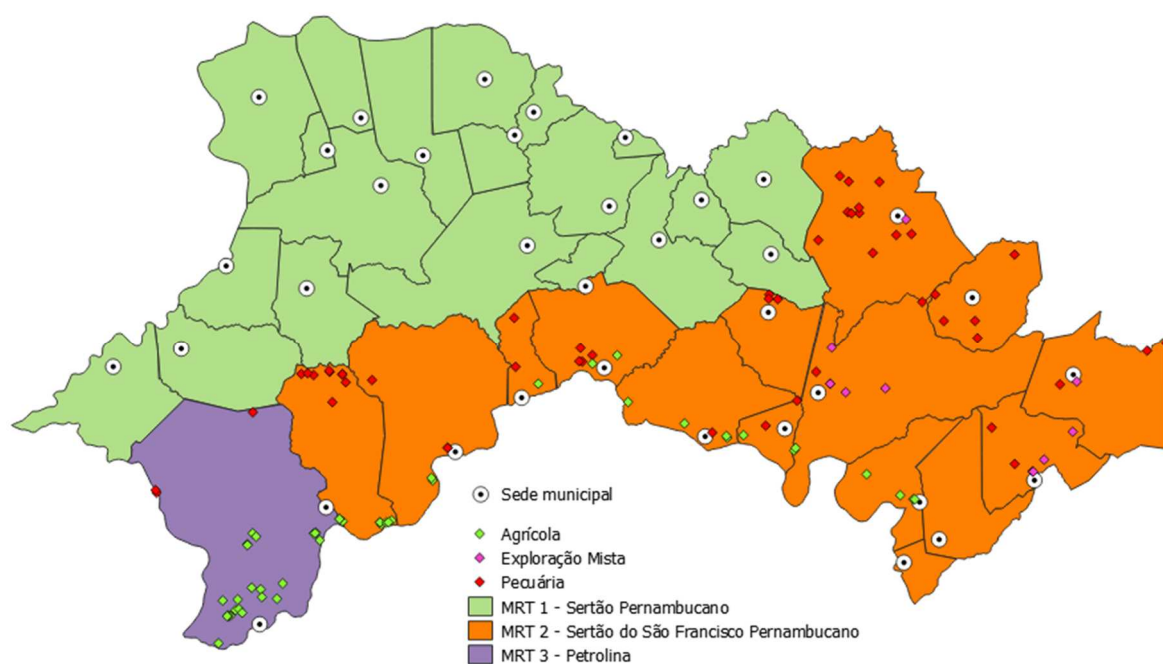 Sede municipal
Agrícola
Exploração Mista
Pecuária
MRT 1 - Sertão Pernambucano
MRT 2 - Sertão do São Francisco Pernambucano
MRT 3 - Petrolina